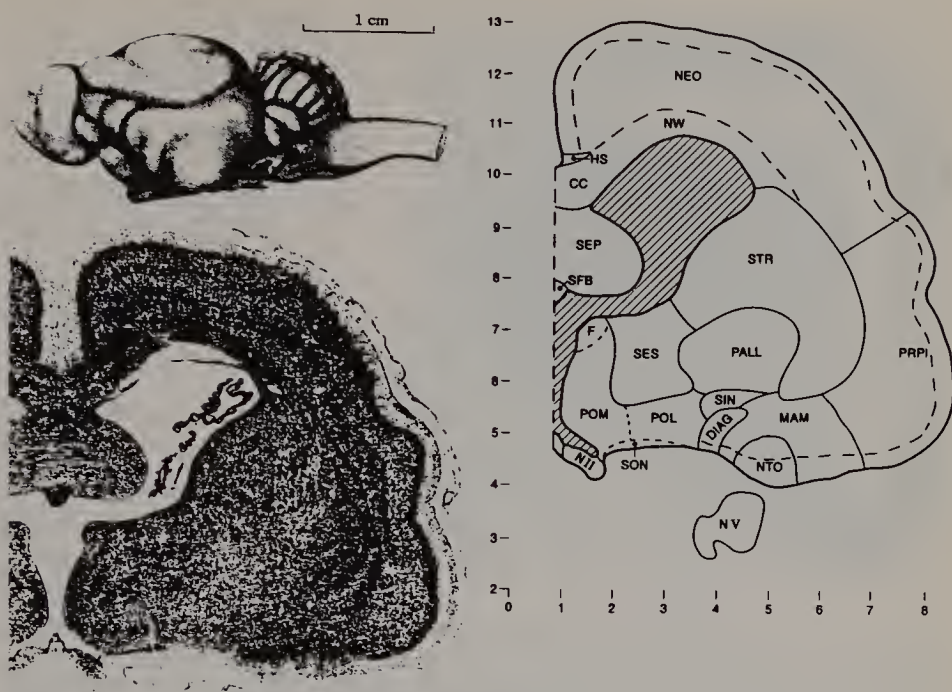 1 cm
13
12
11
10
9
8
7
6
5
4
3
2
NEO
NW
HS
CC
SEP
SFB
STR
F
SES
PALL
PRPI
SIN
POM
POL
DIAG
MAM
NII
SON
NTO
NV
0 1 2 3 4 5 6 7 8